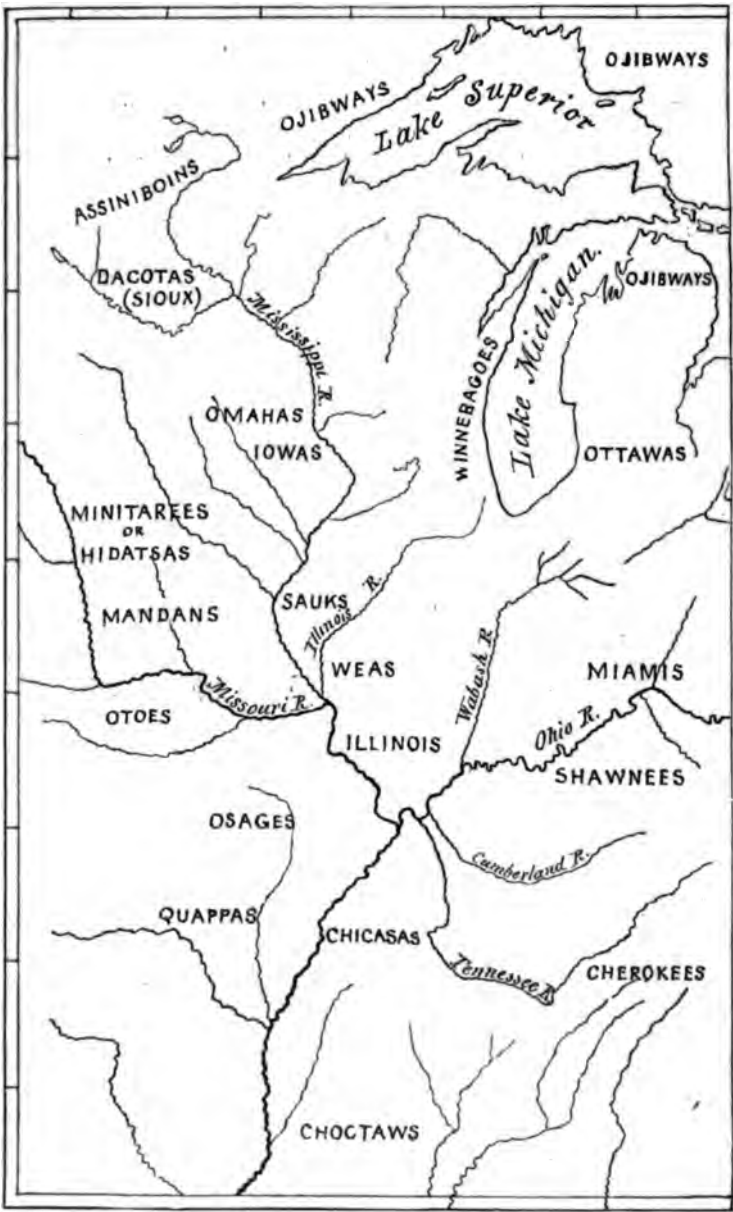 OJIBWAYS
OJIBWAYS
Lake Superior
ASSINIBOINS
DACOTAS
(SIOUX)
OJIBWAYS
Mississippi R.
Lake Michigan.
WINNEBAGOES
OMAHAS
IOWAS
OTTAWAS
MINITAREES
OR
HIDATSAS
MANDANS
SAUKS
Illinois R.
WEAS
Wabash R.
MIAMIS
Missouri R.
OTOES
ILLINOIS
Ohio R.
SHAWNEES
OSAGES
Cumberland R.
QUAPPAS
CHICASAS
Tennessee R.
CHEROKEES
CHOCTAWS